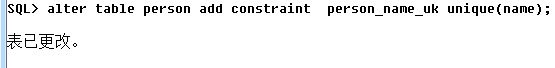 SQL> alter table person add constraint  person_name_uk unique(name);
表已更改。